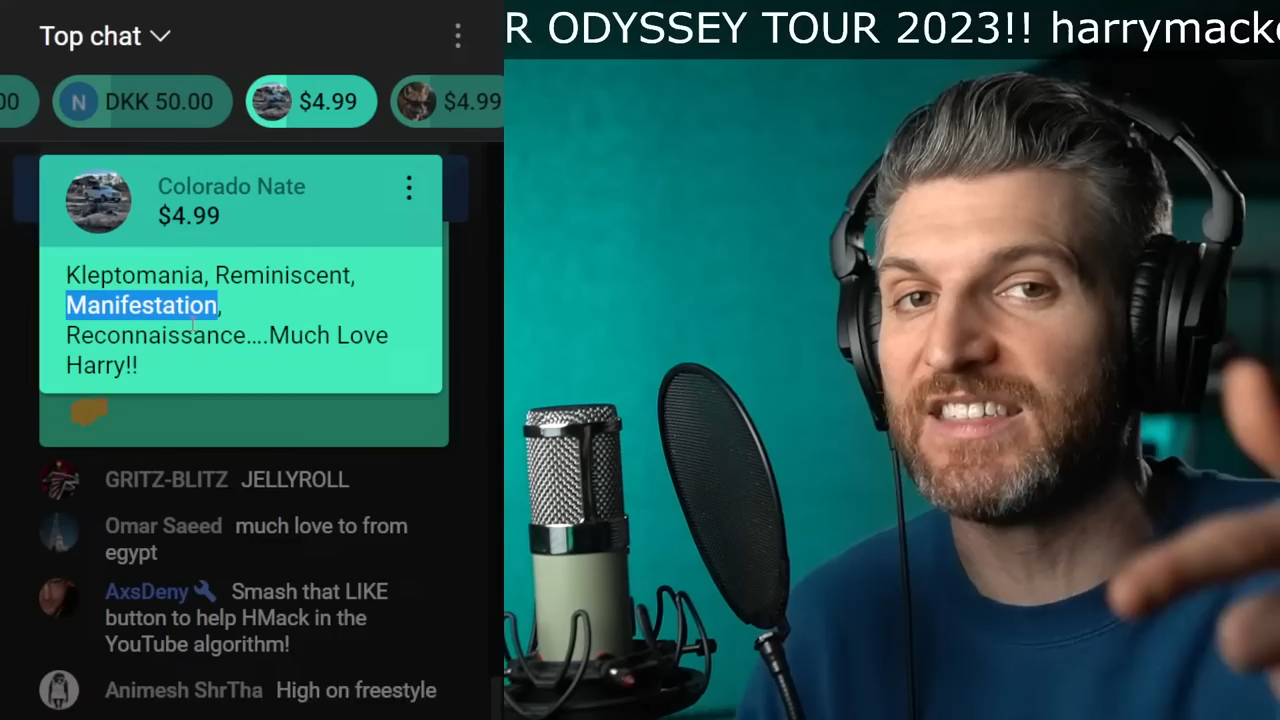 Top chat
R ODYSSEY TOUR 2023!! harrymack
00
N
DKK 50.00
$4.99
$4.99
Colorado Nate
$4.99
Kleptomania, Reminiscent,
Manifestation,
Reconnaissance....Much Love
Harry!!
GRITZ-BLITZ JELLYROLL
Omar Saeed much love to from
egypt
AxsDeny Smash that LIKE
button to help HMack in the
YouTube algorithm!
Animesh ShrTha High on freestyle